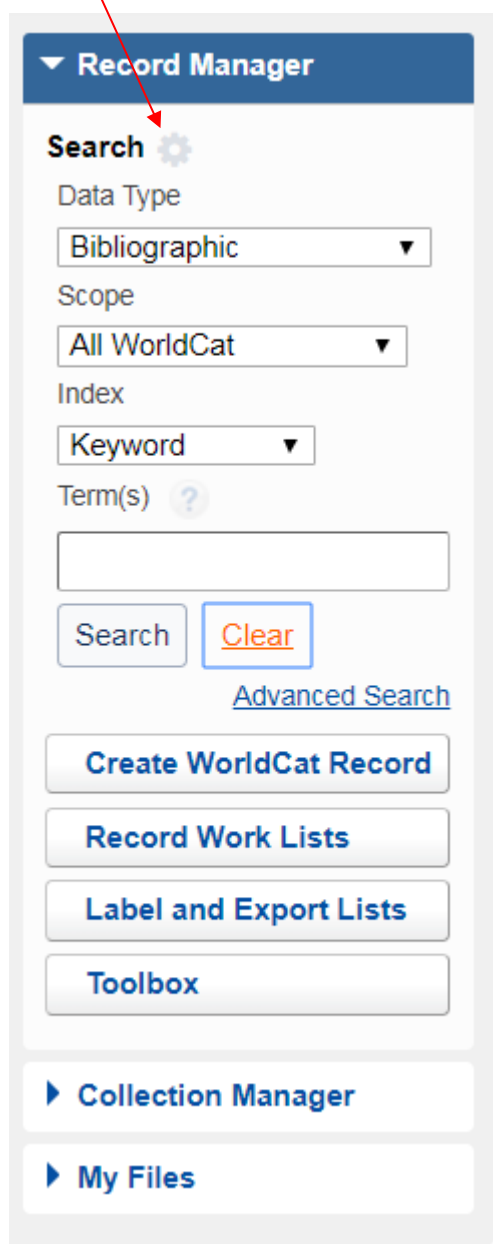 Record Manager
Search
Data Type
Bibliographic
Scope
All WorldCat
Index
Keyword
Term(s) ?
Search Clear
Advanced Search
Create WorldCat Record
Record Work Lists
Label and Export Lists
Toolbox
Collection Manager
My Files